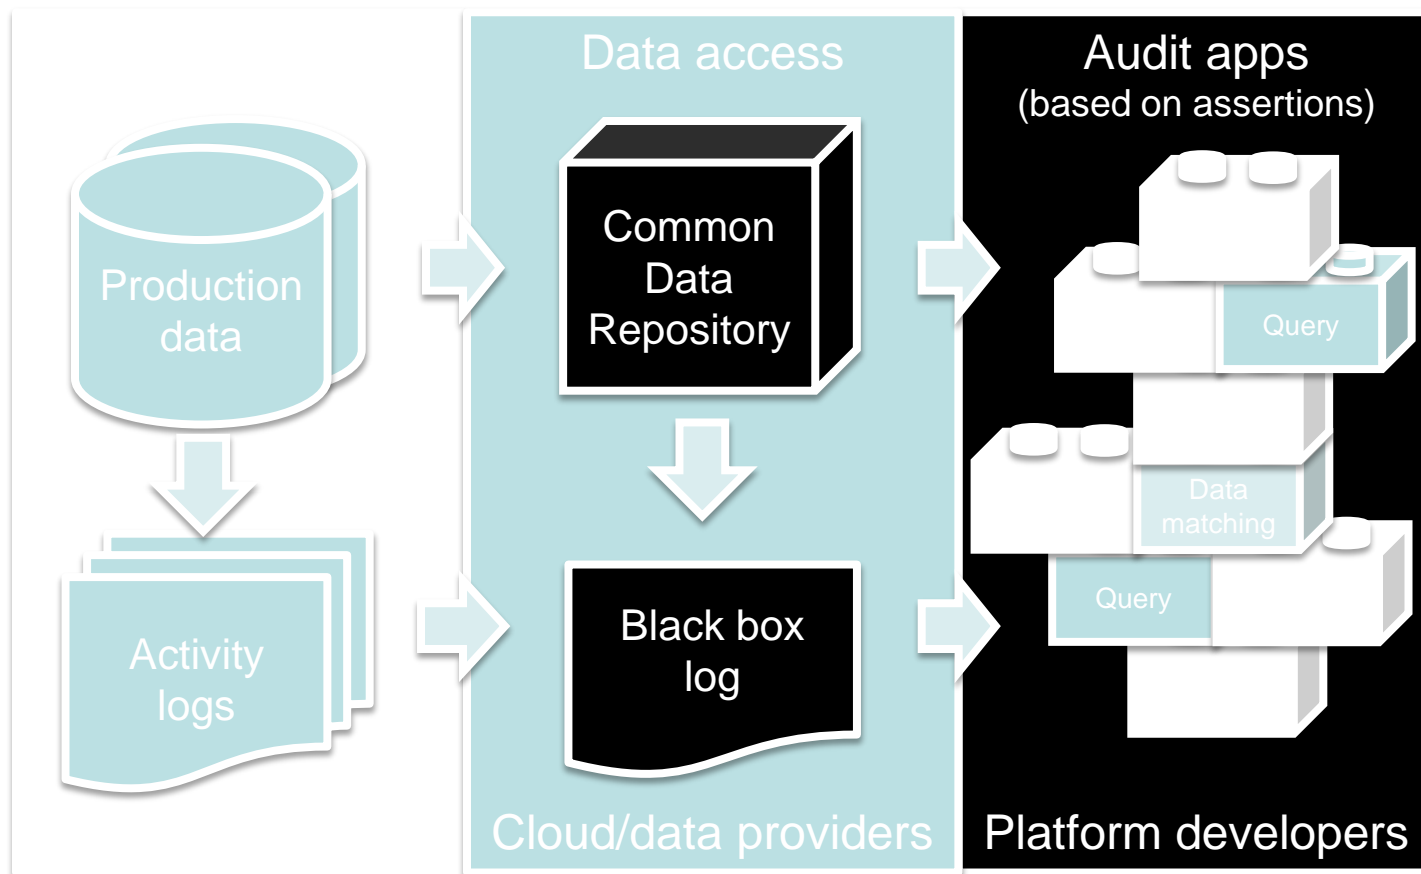 Data access
Audit apps
(based on assertions)
Production
data
Common
Data
Repository
Query
Data
matching
Query
Activity
logs
Black box
log
Cloud/data providers
Platform developers